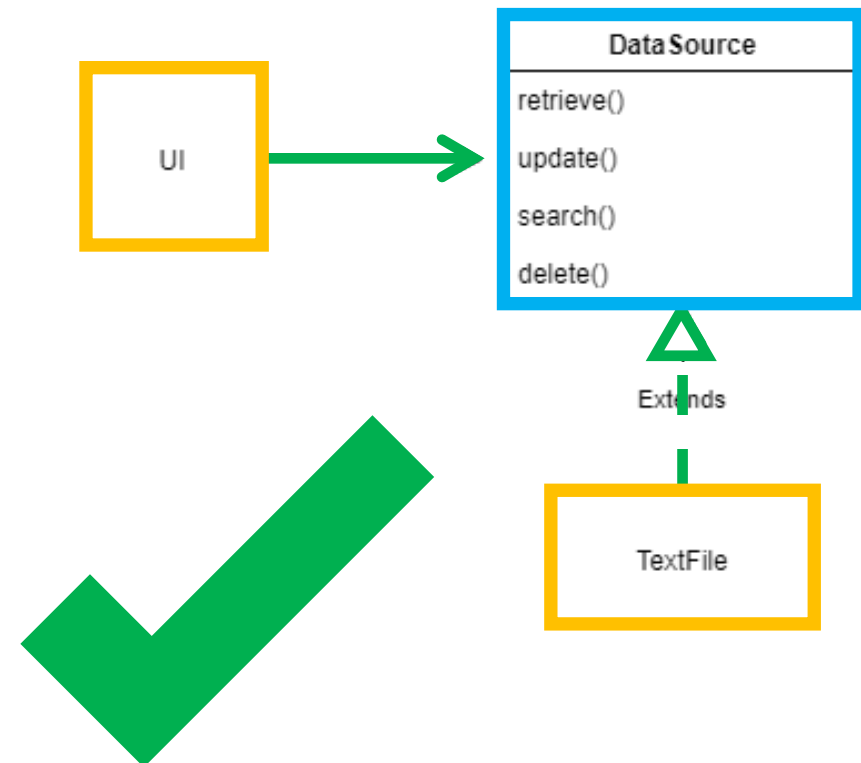 DataSource
retrieve()
UI
update()
search()
delete()
Extends
TextFile